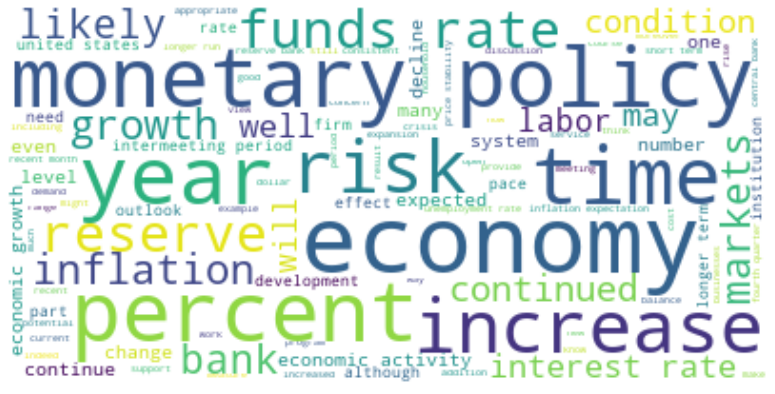 appropriate
likely
rate
funds rate
condition
united states
longer run
reserve bank
still
consistent
decline
discussion
one
short term
rise
monetary policy
price stability
central bank
good
need
many
labor
may
including
growth
well
view
firm
expansion
crisis
think
even
intermeeting period
system
service
number
recent month
period
risk
time
meeting
level
year
result
provide
pace
institution
demand
dollar
effect
expected
markets
range
might
outlook
example
unemployment rate
inflation expectation
reserve
will
economy
cost
longer term
fourth quarter
economic growth
much
inflation
development
way
continued
businesses
recent
percent
increase
balance
part
potential
current
work
program
know
change
bank
economic activity
interest rate
indeed
continue
support
increased
although
addition
make